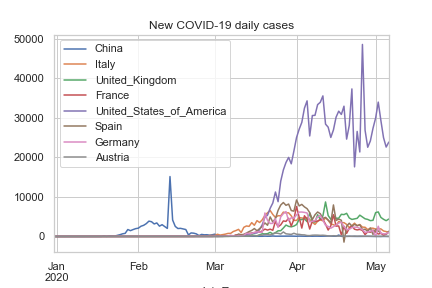 New COVID-19 daily cases
50000
40000
30000
20000
10000
0
China
Italy
United_Kingdom
France
United_States_of_America
Spain
Germany
Austria
Jan
2020
Feb
Mar
Apr
May